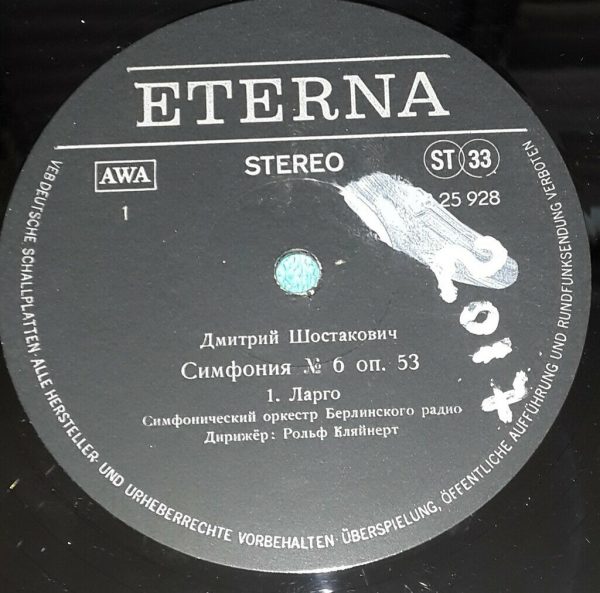 ETERNA
AWA
STEREO
ST 33
1
25 928
Дмитрий Шостакович
Симфония № 6 оп. 53
1. Ларго
Симфонический оркестр Берлинского радио
Дирижёр: Рольф Кляйнерт
VEB DEUTSCHE SCHALLPLATTEN · ALLE HERSTELLER- UND URHEBERRECHTE VORBEHALTEN · ÜBERSPIELUNG, ÖFFENTLICHE AUFFÜHRUNG UND RUNDFUNKSENDUNG VERBOTEN